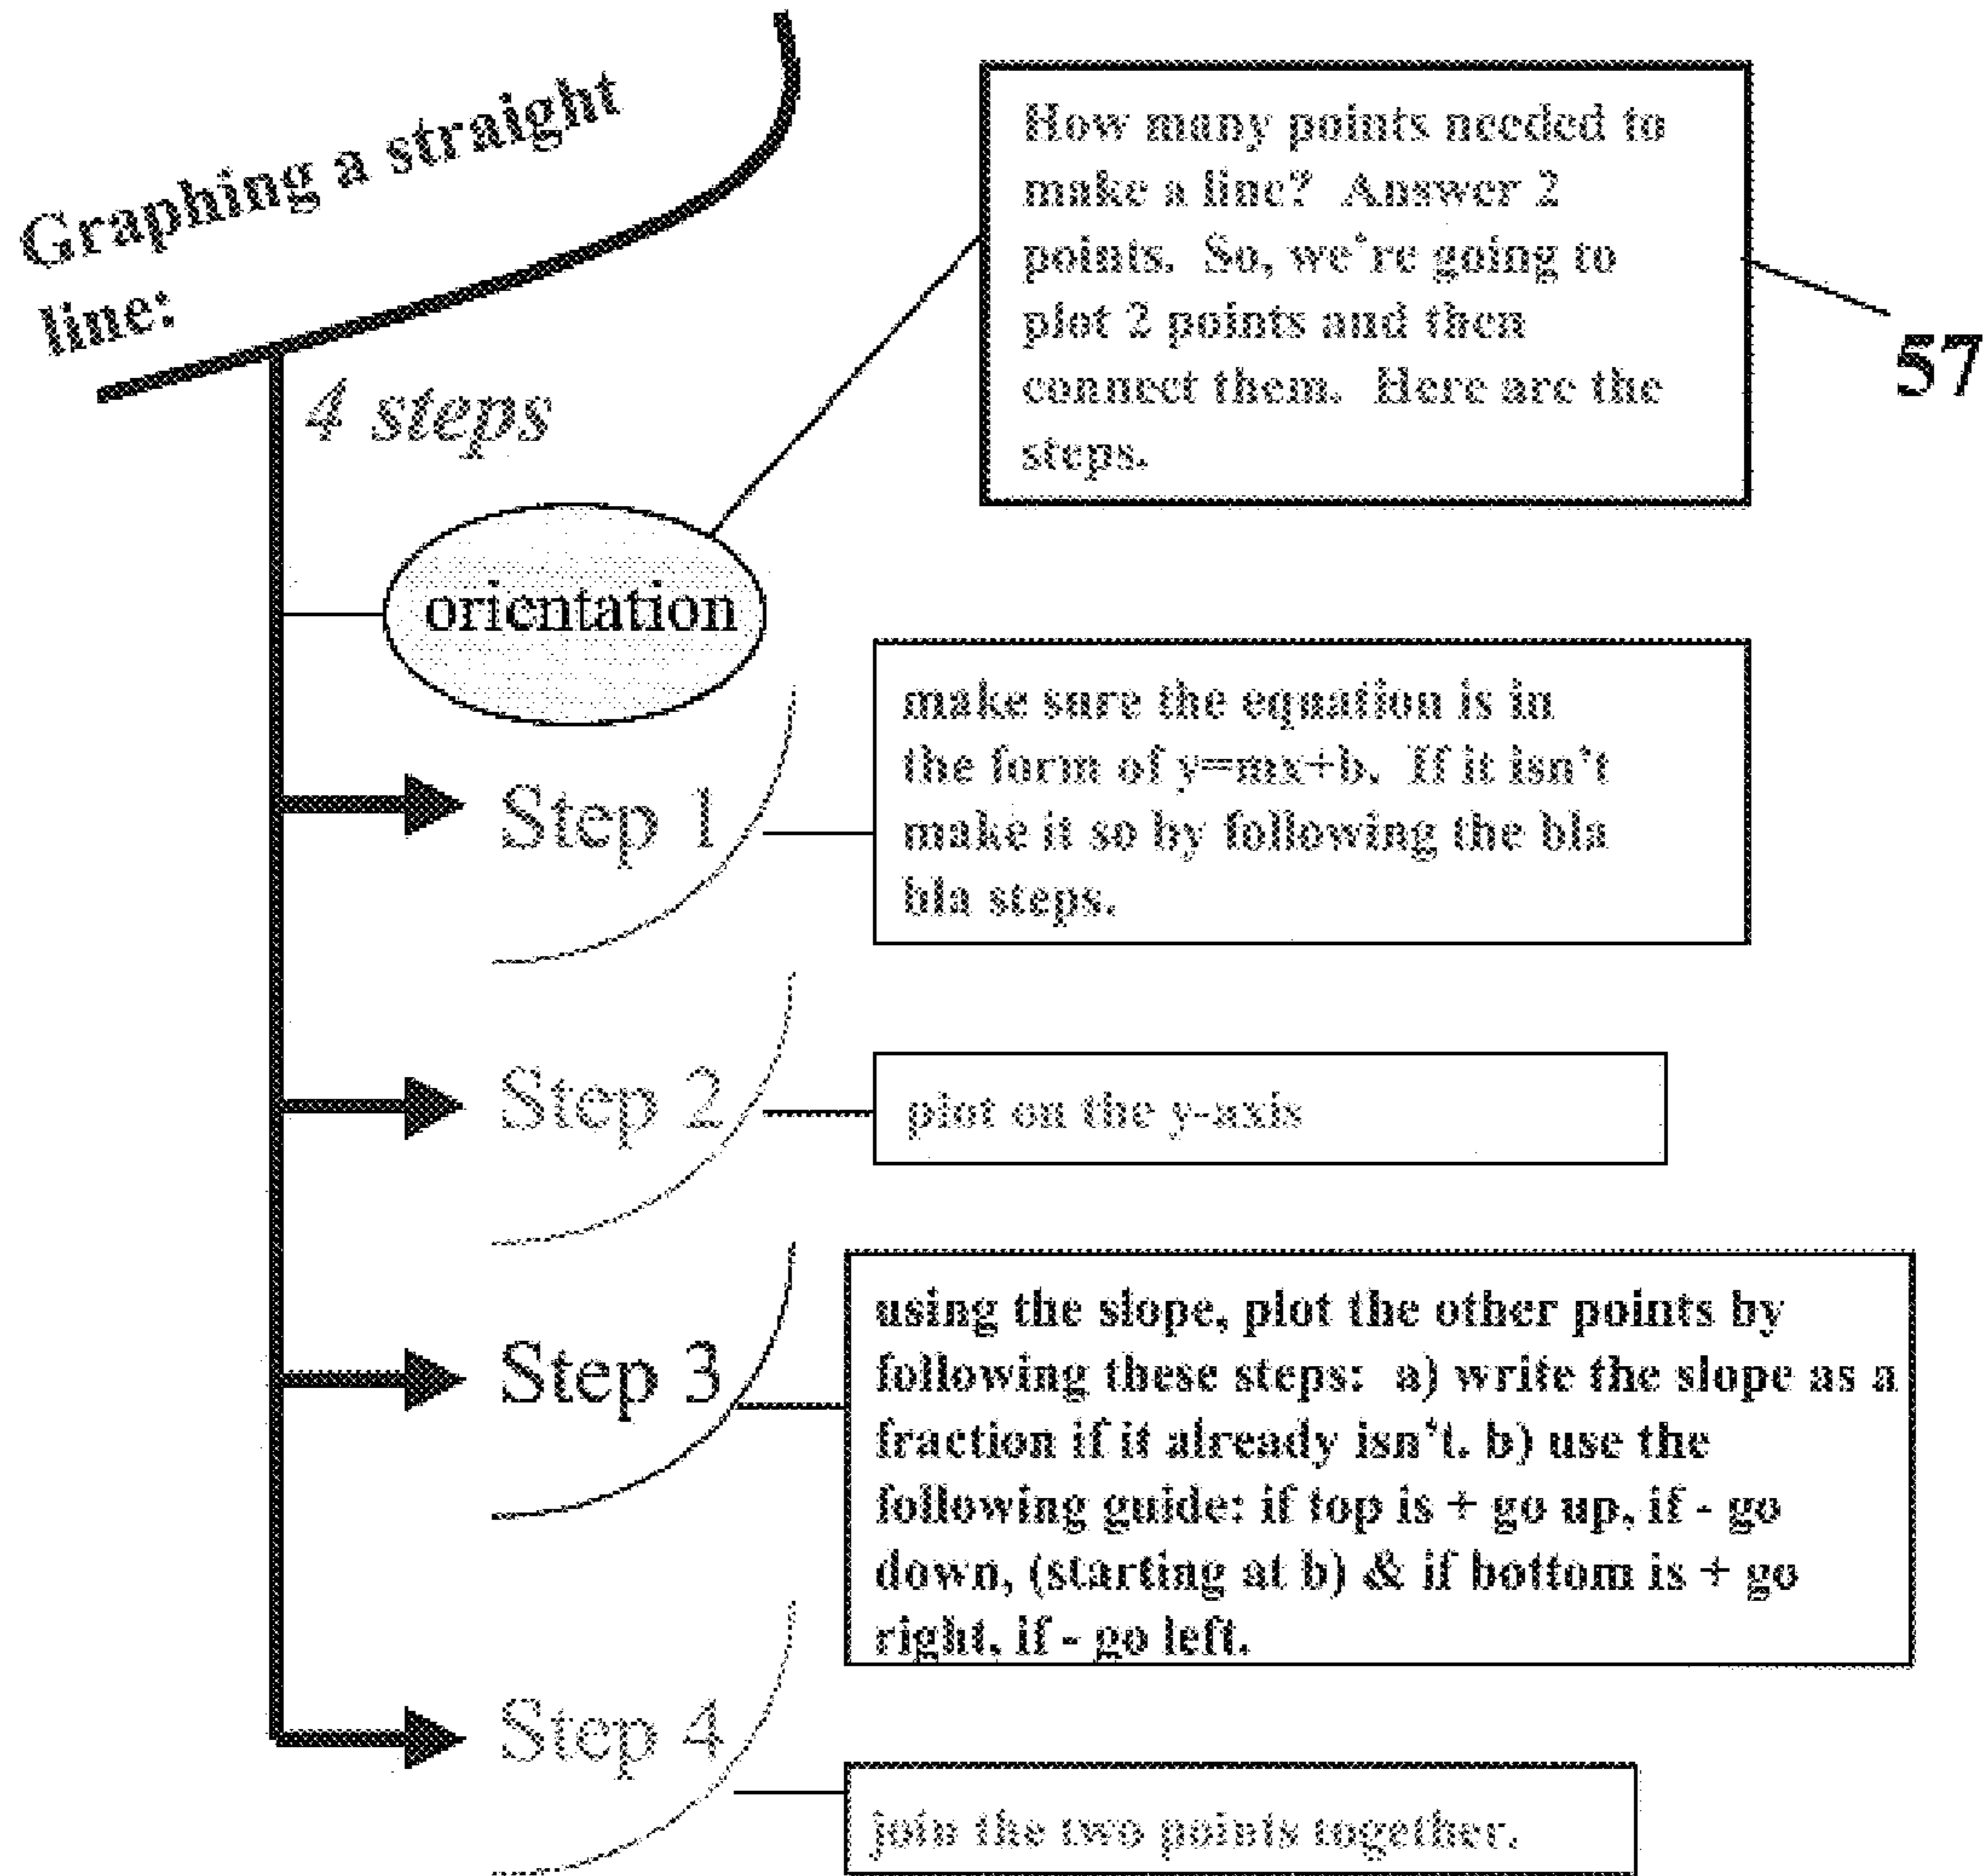 Graphing a straight
line:
4 steps
How many points needed to
make a line? Answer 2
points. So, we're going to
plot 2 points and then
connect them. Here are the
steps.
57
orientation
Step 1
make sure the equation is in
the form of y=mx+b. If it isn't
make it so by following the bla
bla steps.
Step 2
plot on the y-axis
Step 3
using the slope, plot the other points by
following these steps: a) write the slope as a
fraction if it already isn't. b) use the
following guide: if top is + go up, if - go
down, (starting at b) & if bottom is + go
right, if - go left.
Step 4
join the two points together.